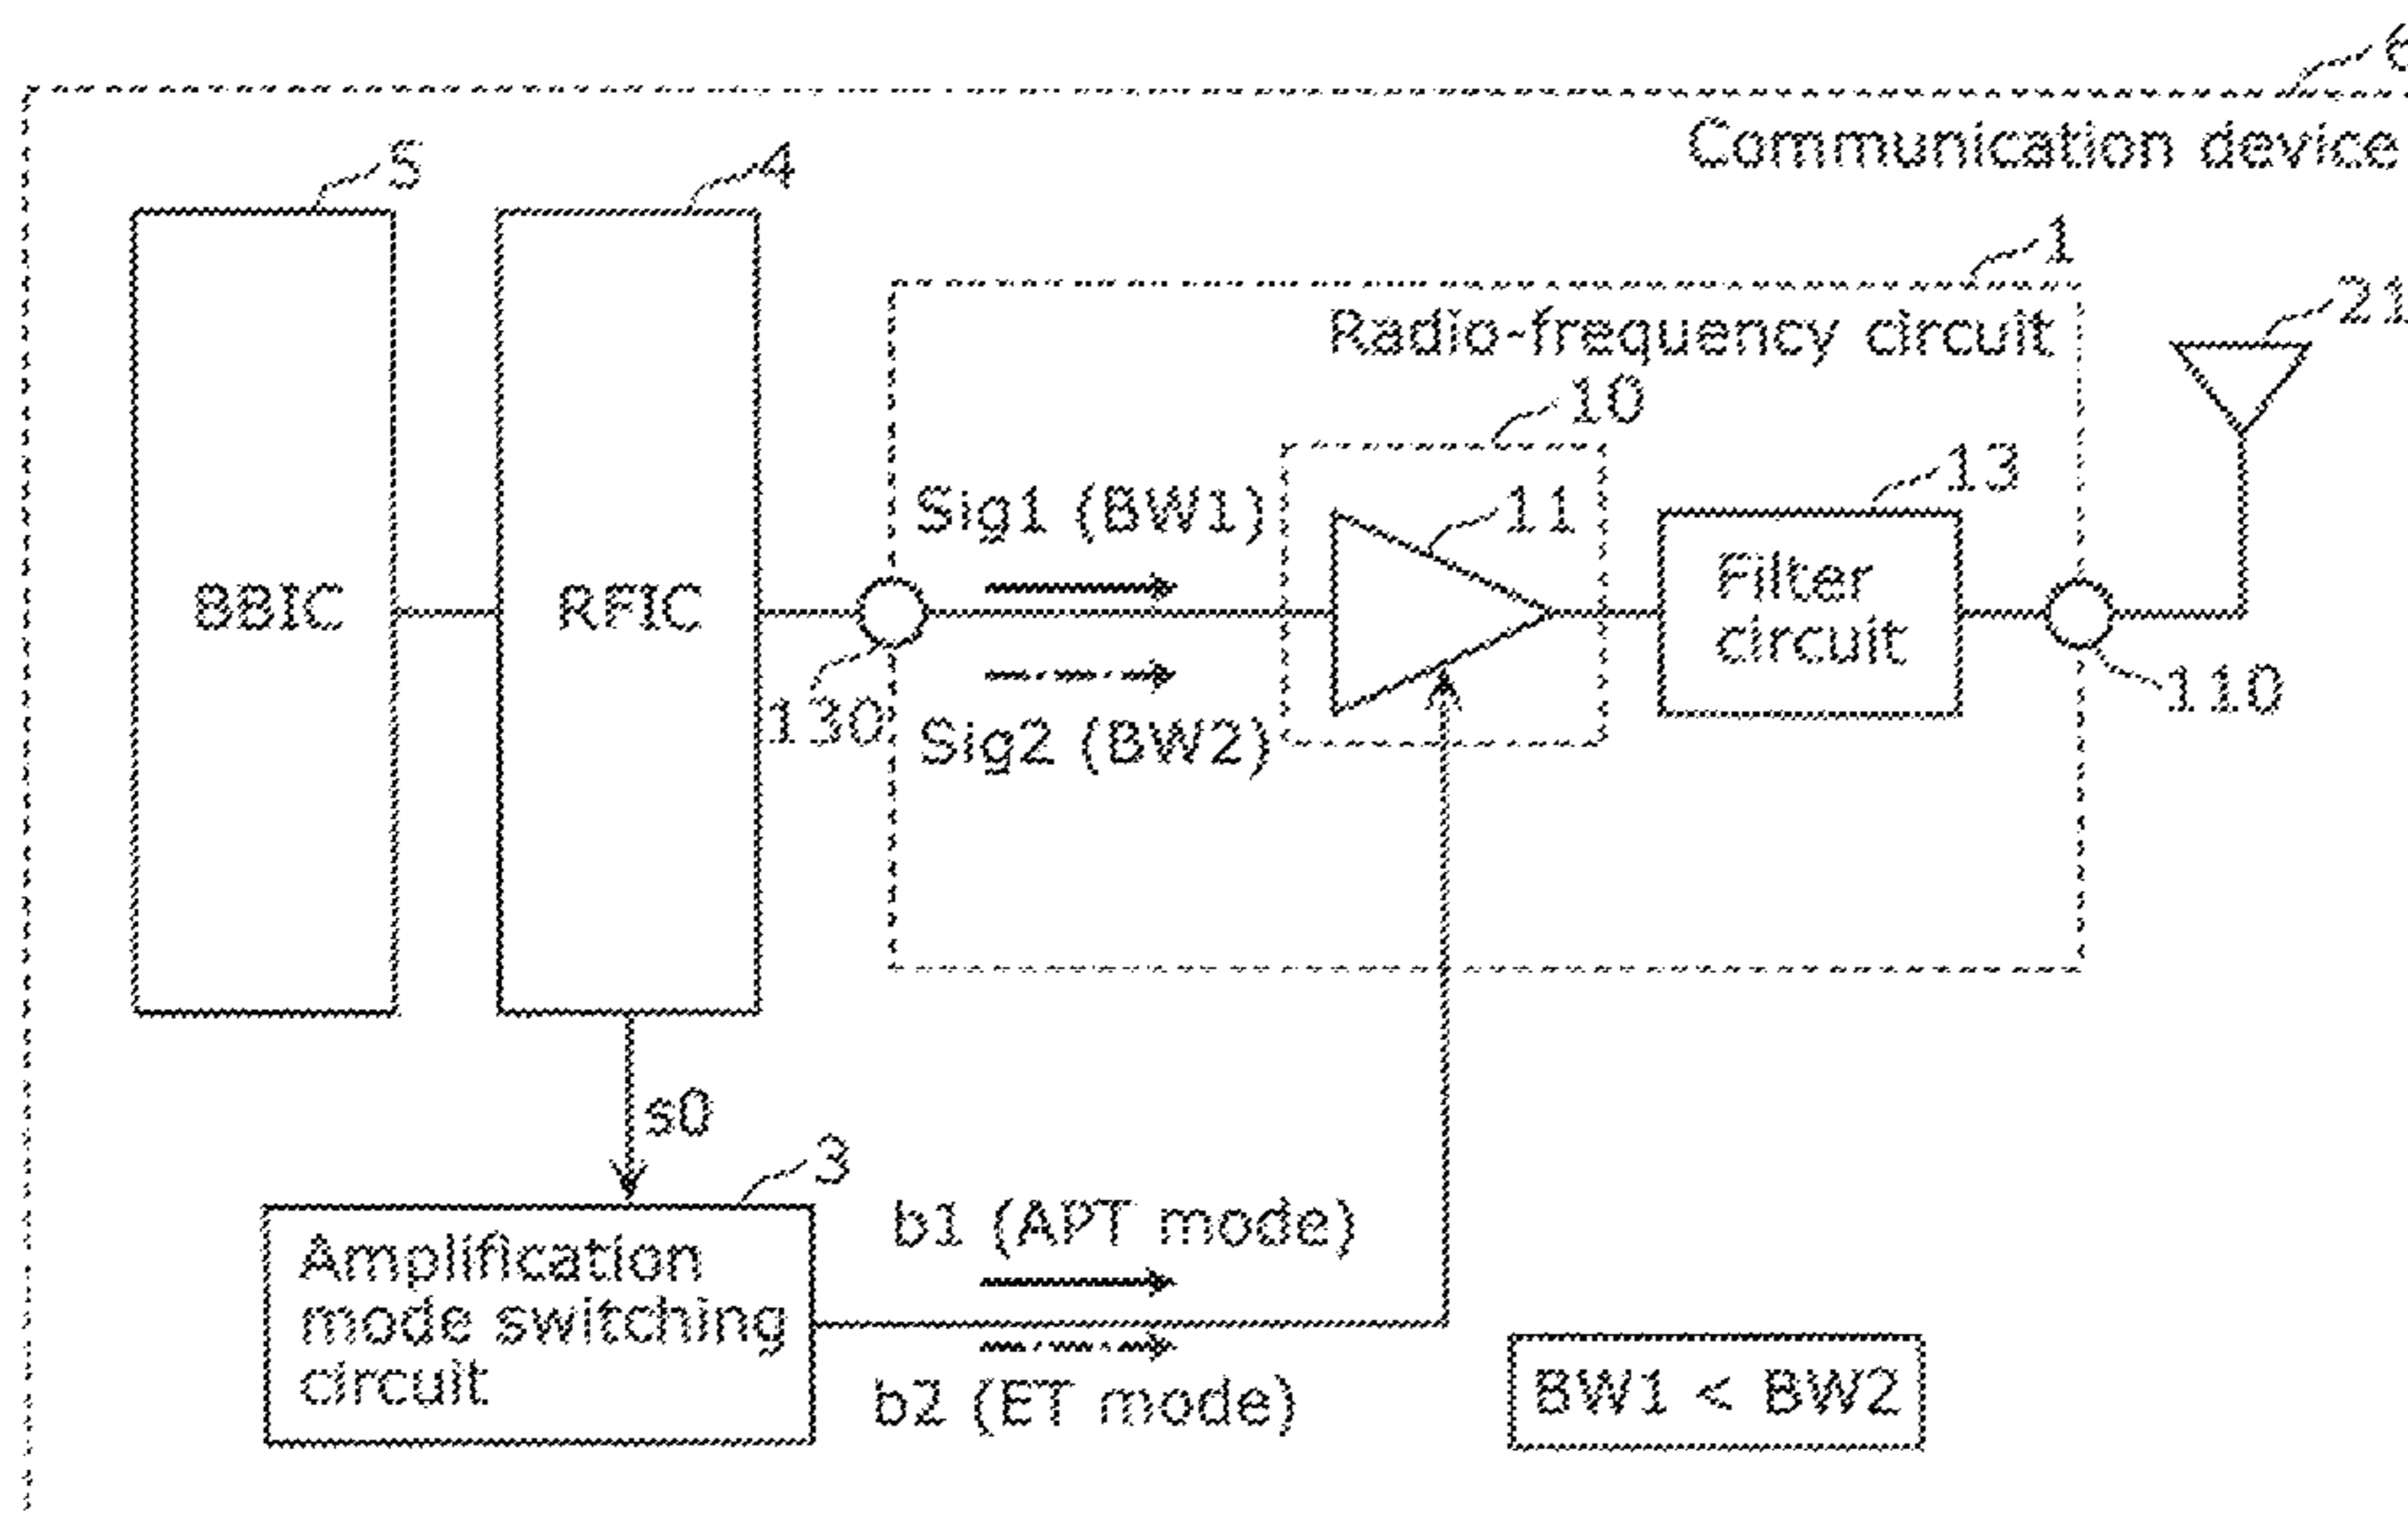 6
Communication device
5
4
1
Radio-frequency circuit
21
10
13
Sig1 (BW1)
11
BBIC
RFIC
Filter
circuit
130
110
Sig2 (BW2)
s0
3
Amplification
mode switching
circuit
b1 (APT mode)
b2 (ET mode)
BW1 < BW2